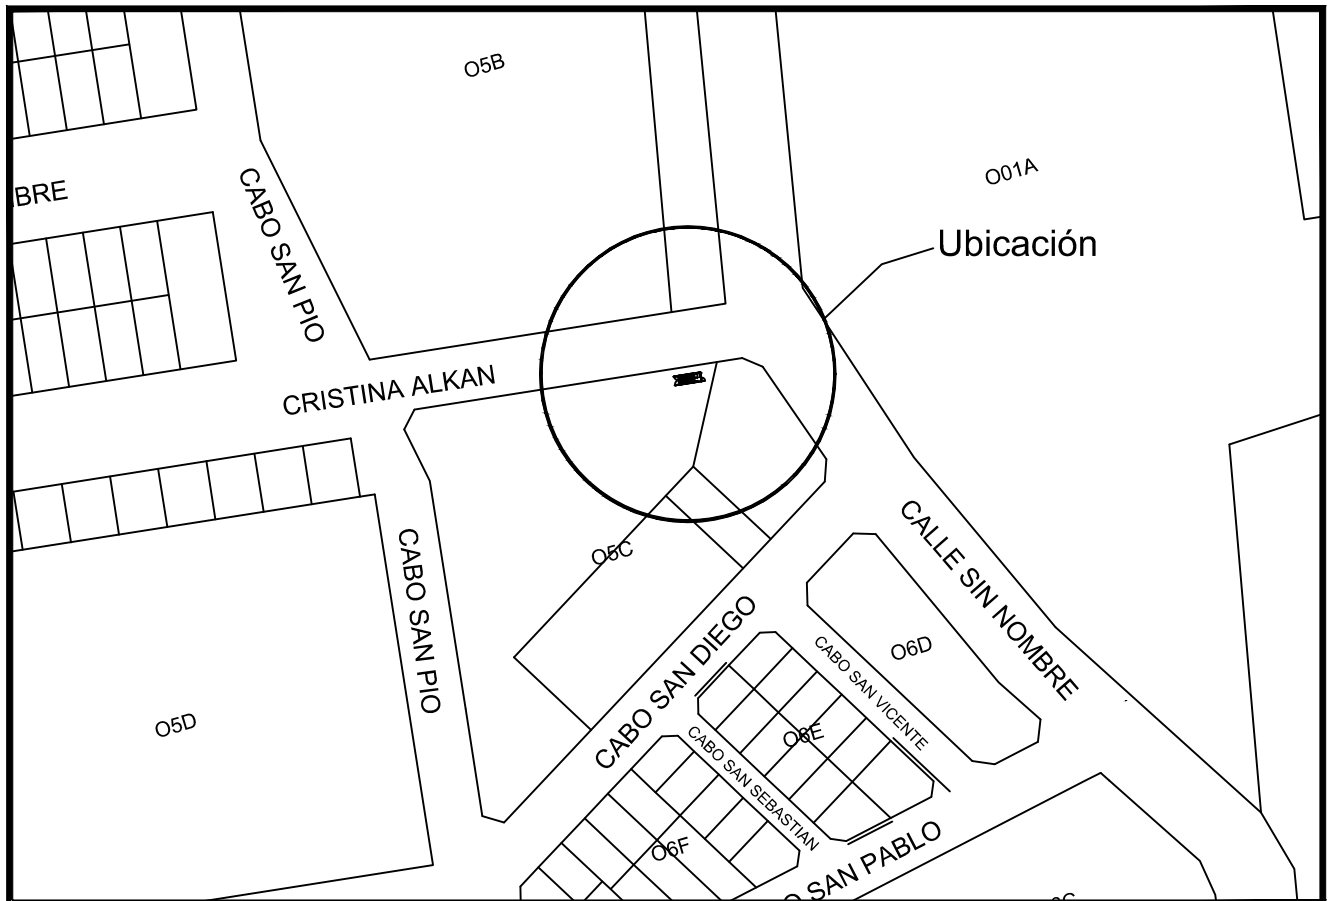 O5B
O01A
.BRE
CABO SAN PIO
Ubicación
CRISTINA ALKAN
CALLE SIN NOMBRE
CABO SAN PIO
O5C
CABO SAN DIEGO
O6D
CABO SAN VICENTE
O5D
O6E
CABO SAN SEBASTIAN
O6F
O SAN PABLO